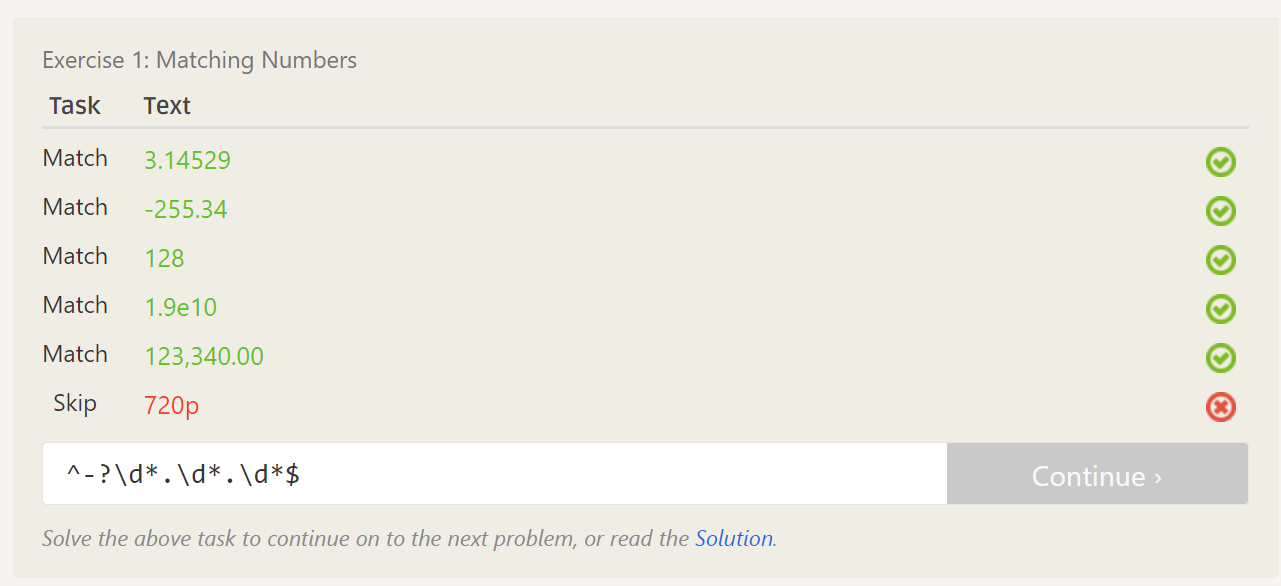 Exercise 1: Matching Numbers
Task Text
Match 3.14529
Match -255.34
Match 128
Match 1.9e10
Match 123,340.00
Skip 720p
^-?\d*.\d*.\d*$ Continue ›
Solve the above task to continue on to the next problem, or read the Solution.